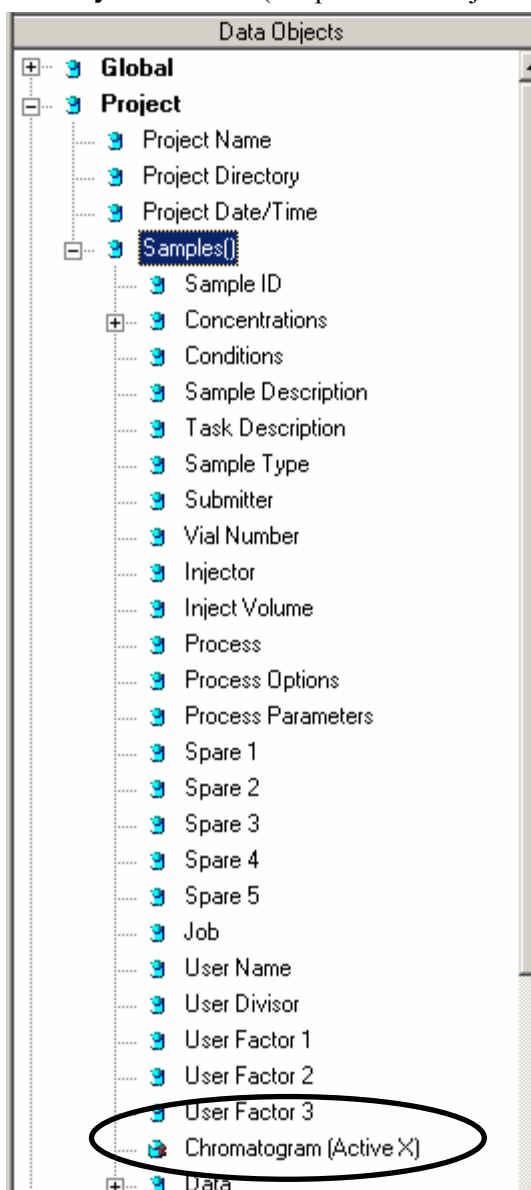 Data Objects
Global
Project
Project Name
Project Directory
Project Date/Time
Samples()
Sample ID
Concentrations
Conditions
Sample Description
Task Description
Sample Type
Submitter
Vial Number
Injector
Inject Volume
Process
Process Options
Process Parameters
Spare 1
Spare 2
Spare 3
Spare 4
Spare 5
Job
User Name
User Divisor
User Factor 1
User Factor 2
User Factor 3
Chromatogram (Active X)
Data